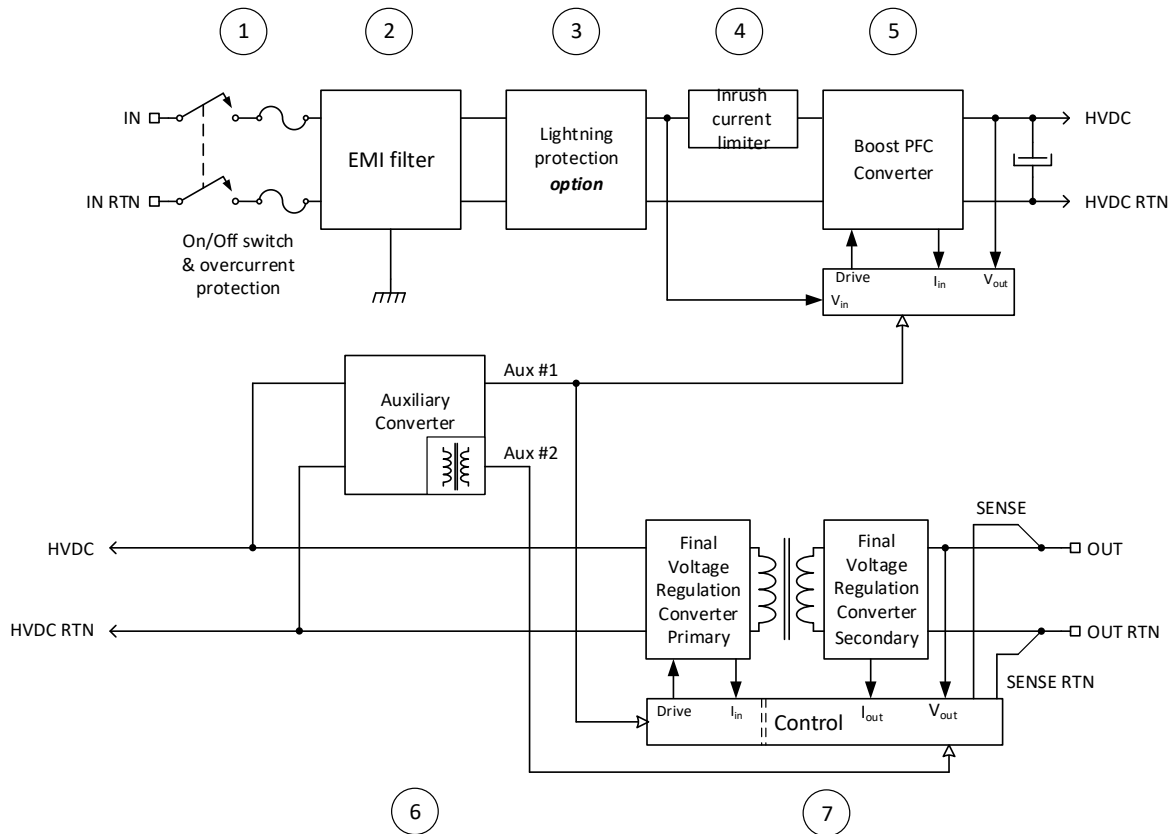 1
2
3
4
5
IN
IN RTN
On/Off switch
& overcurrent
protection
EMI filter
Lightning
protection
option
Inrush
current
limiter
Boost PFC
Converter
HVDC
HVDC RTN
Drive
Iin
Vout
Vin
Auxiliary
Converter
Aux #1
Aux #2
HVDC
HVDC RTN
Final
Voltage
Regulation
Converter
Primary
Final
Voltage
Regulation
Converter
Secondary
SENSE
OUT
OUT RTN
SENSE RTN
Drive
Iin
Control
Iout
Vout
6
7